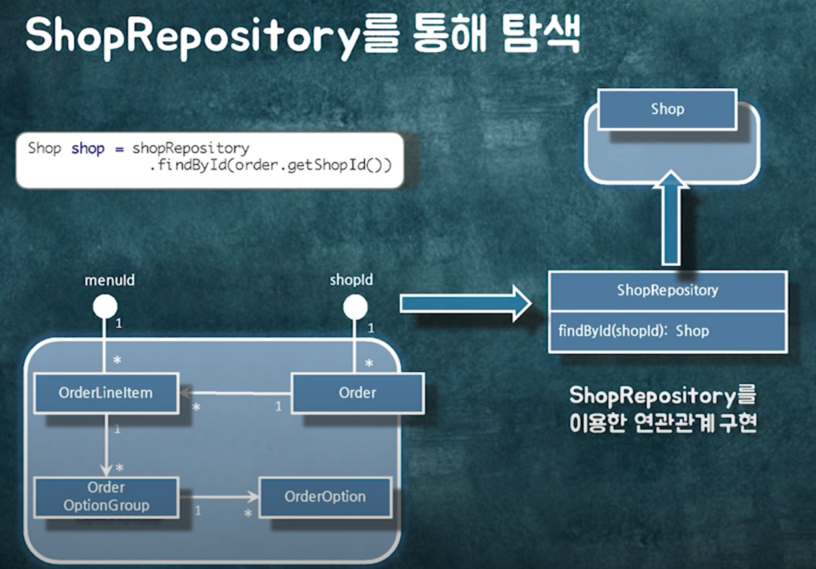 ShopRepository를 통해 탐색
Shop shop = shopRepository
.findById(order.getShopId())
Shop
ShopRepository
findById(shopId): Shop
ShopRepository를
이용한 연관관계 구현
menuId
shopId
1
1
*
*
OrderLineItem
Order
*
1
1
*
Order
OptionGroup
OrderOption
1
*